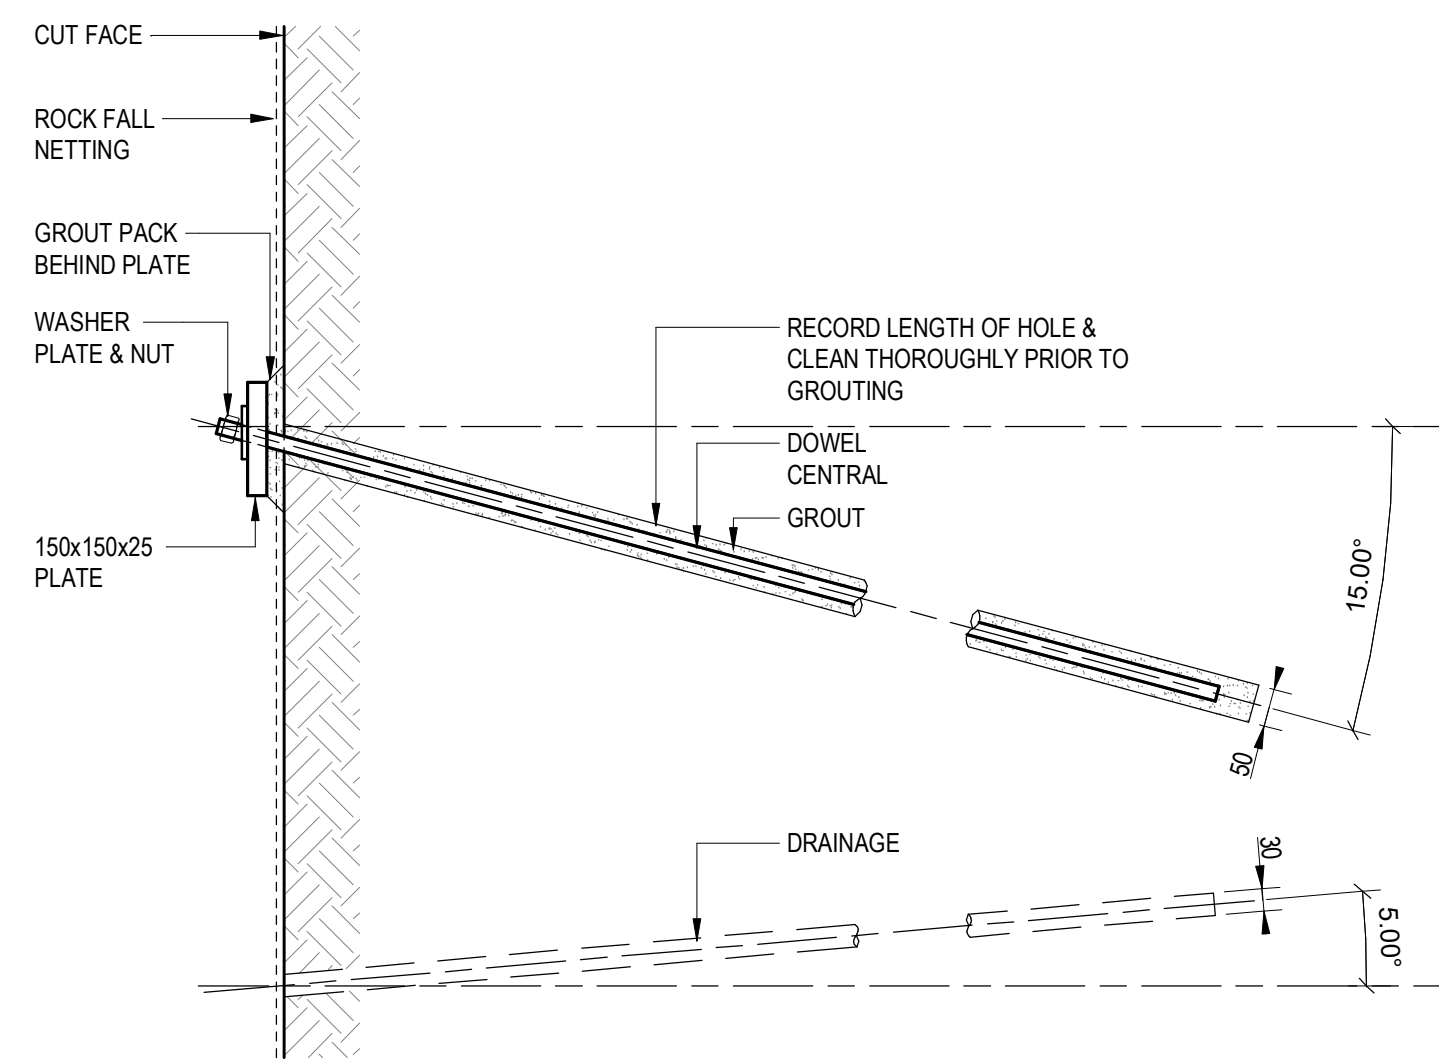 CUT FACE
ROCK FALL
NETTING
GROUT PACK
BEHIND PLATE
WASHER
PLATE & NUT
150x150x25
PLATE
RECORD LENGTH OF HOLE &
CLEAN THOROUGHLY PRIOR TO
GROUTING
DOWEL
CENTRAL
GROUT
15.00°
50
DRAINAGE
30
5.00°